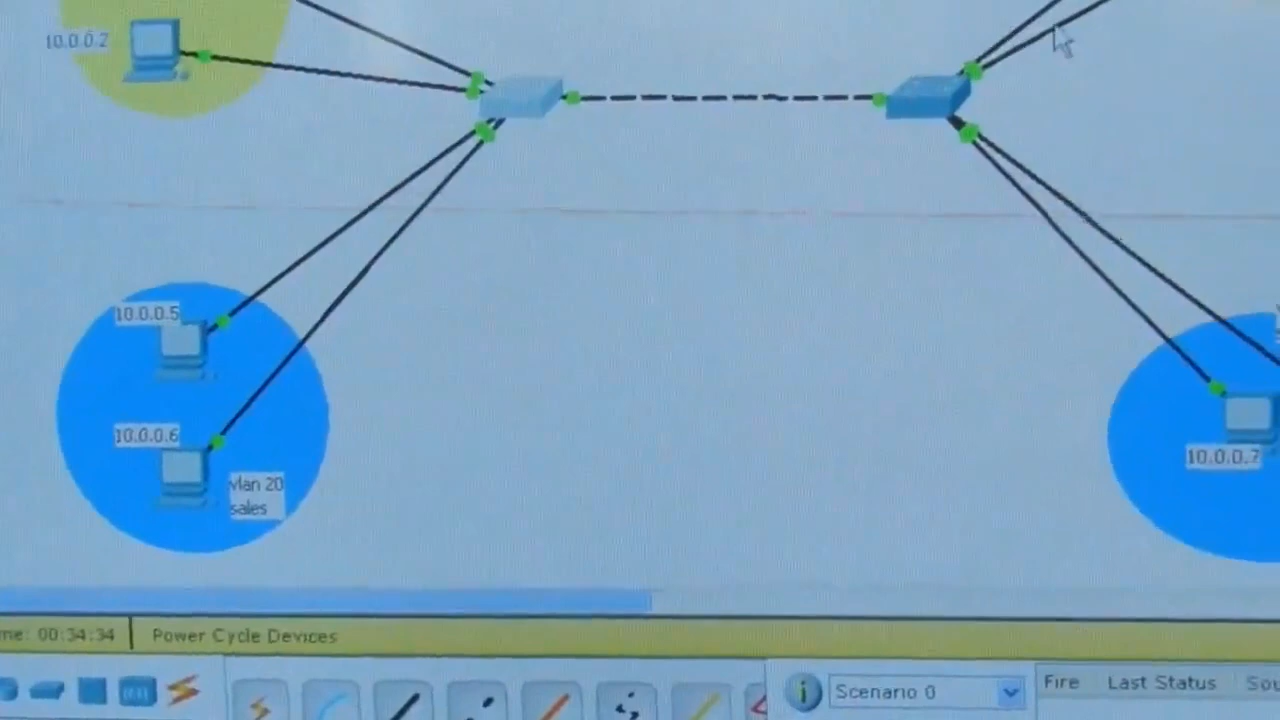 10.0.0.2
10.0.0.5
10.0.0.6
vlan 20
sales
10.0.0.7
me: 00:34:34
Power Cycle Devices
Scenario 0
Fire
Last Status
Sou